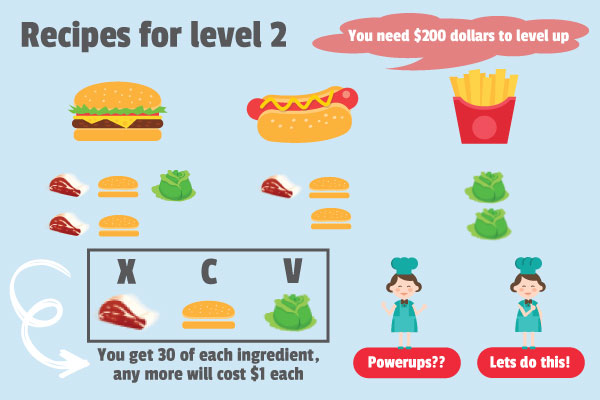 Recipes for level 2
You need $200 dollars to level up
X C V
You get 30 of each ingredient,
any more will cost $1 each
Powerups??
Lets do this!